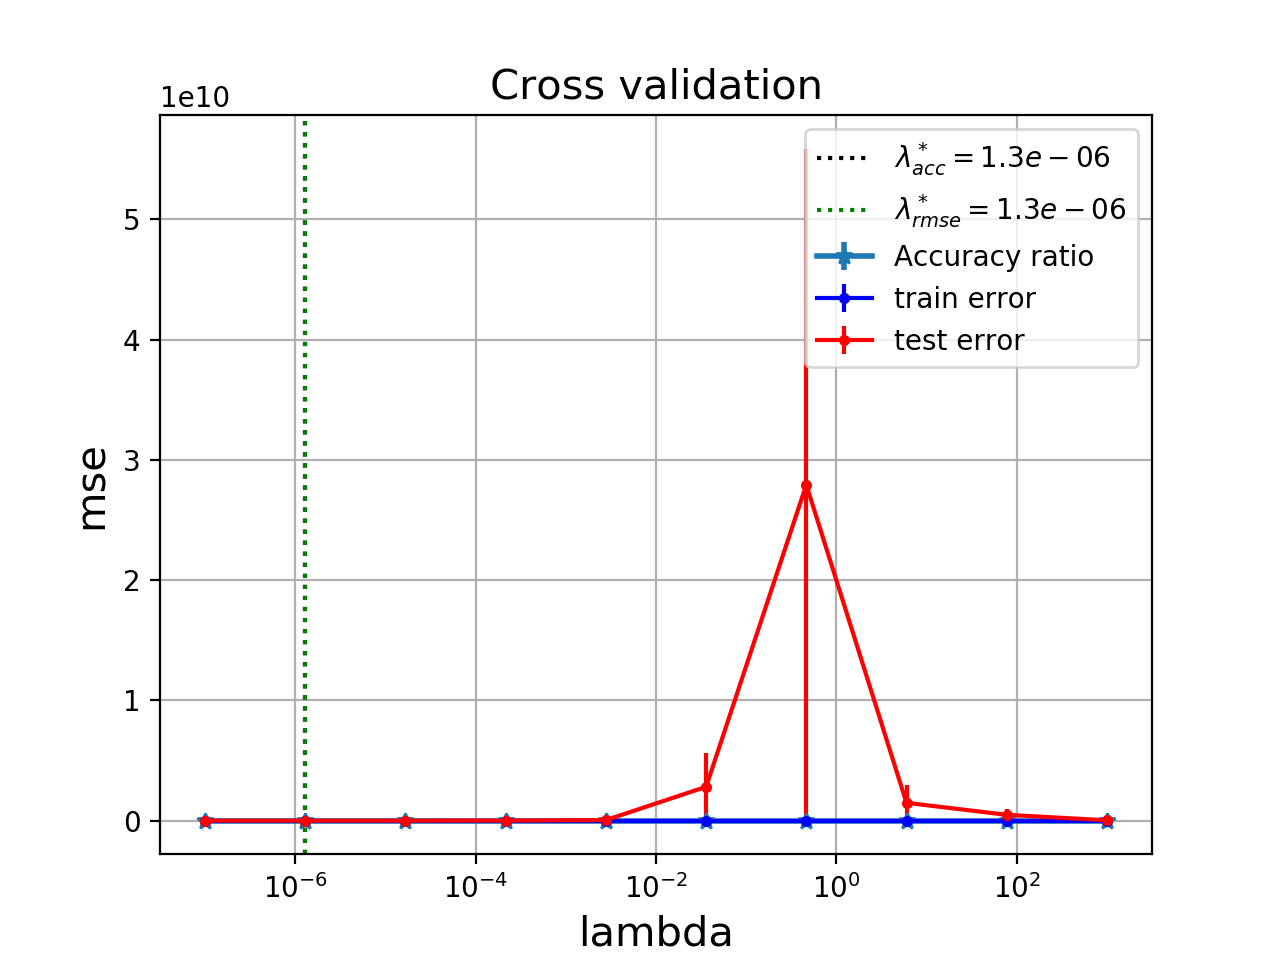 Cross validation
1e10
λ*acc = 1.3e − 06
λ*rmse = 1.3e − 06
Accuracy ratio
train error
test error
5
4
3
2
1
0
mse
10⁻⁶ 10⁻⁴ 10⁻² 10⁰ 10²
lambda